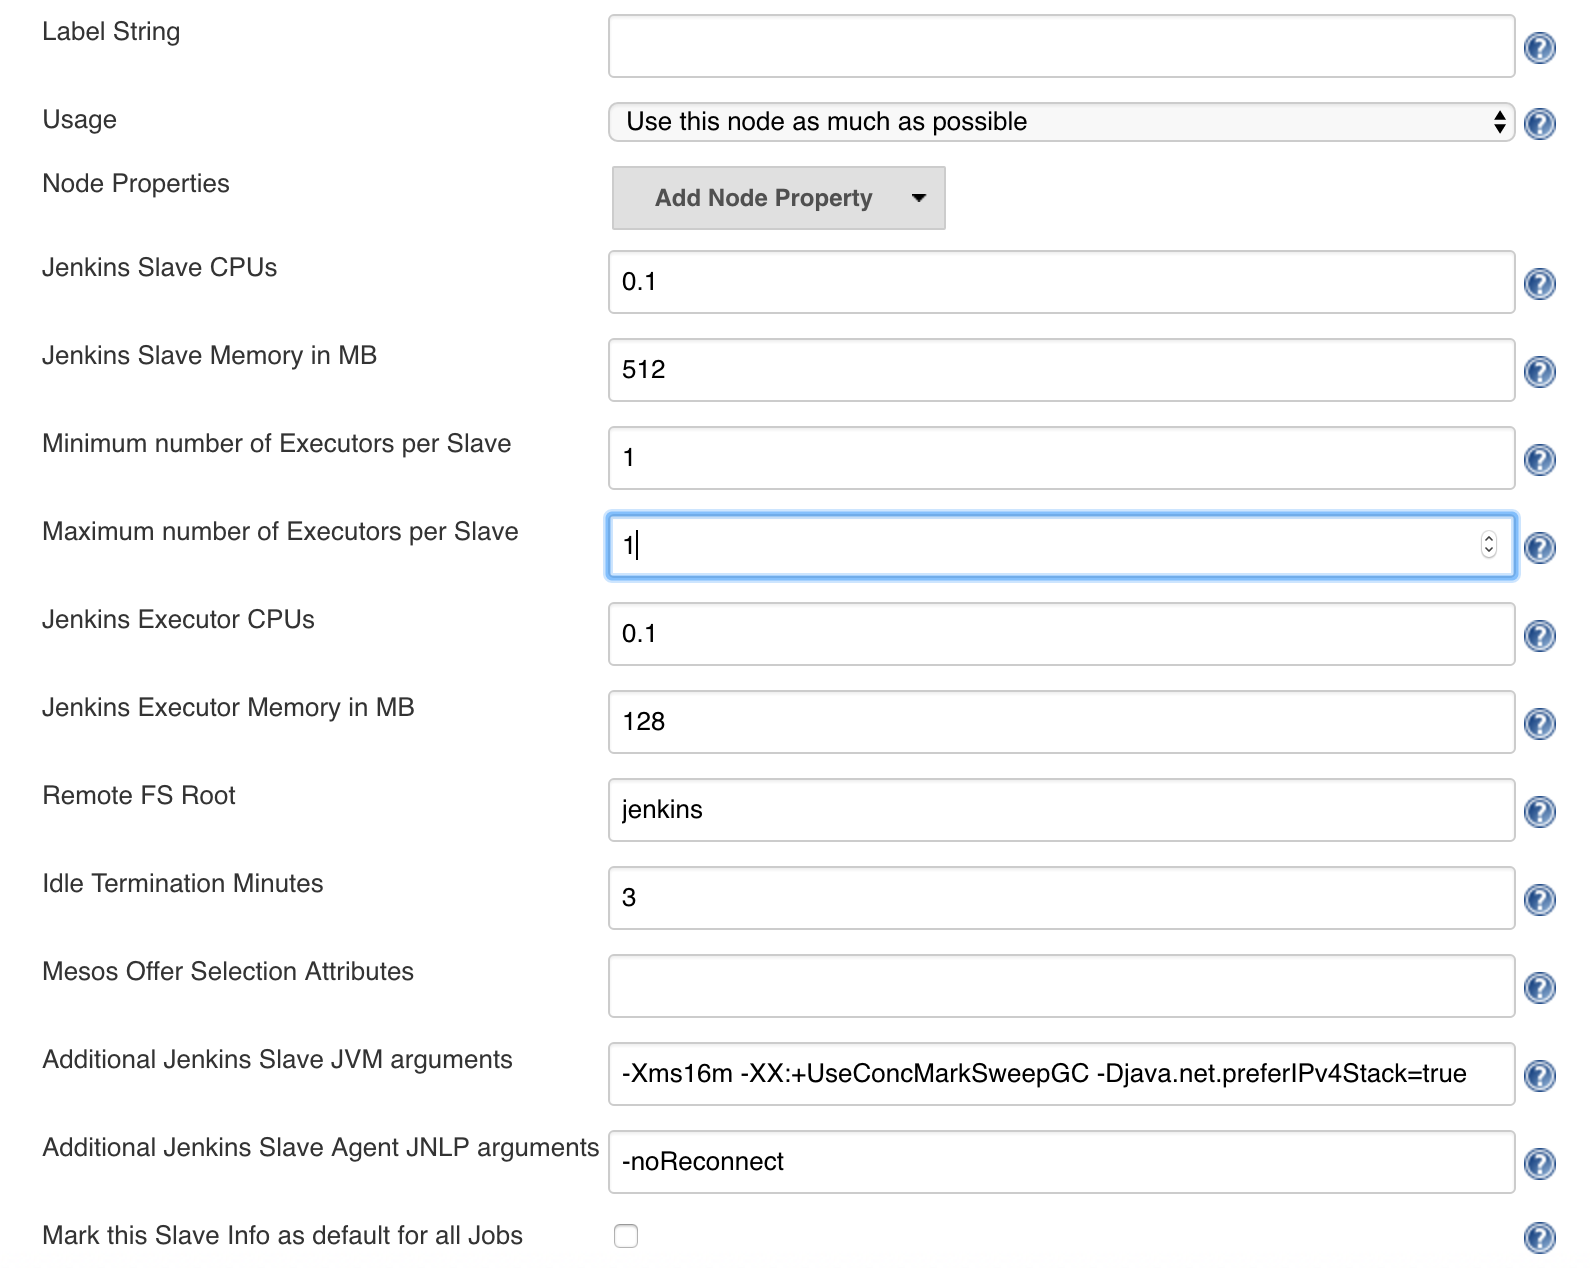 Label String
Usage
Use this node as much as possible
Node Properties
Add Node Property
Jenkins Slave CPUs
0.1
Jenkins Slave Memory in MB
512
Minimum number of Executors per Slave
1
Maximum number of Executors per Slave
1
Jenkins Executor CPUs
0.1
Jenkins Executor Memory in MB
128
Remote FS Root
jenkins
Idle Termination Minutes
3
Mesos Offer Selection Attributes
Additional Jenkins Slave JVM arguments
-Xms16m -XX:+UseConcMarkSweepGC -Djava.net.preferIPv4Stack=true
Additional Jenkins Slave Agent JNLP arguments
-noReconnect
Mark this Slave Info as default for all Jobs